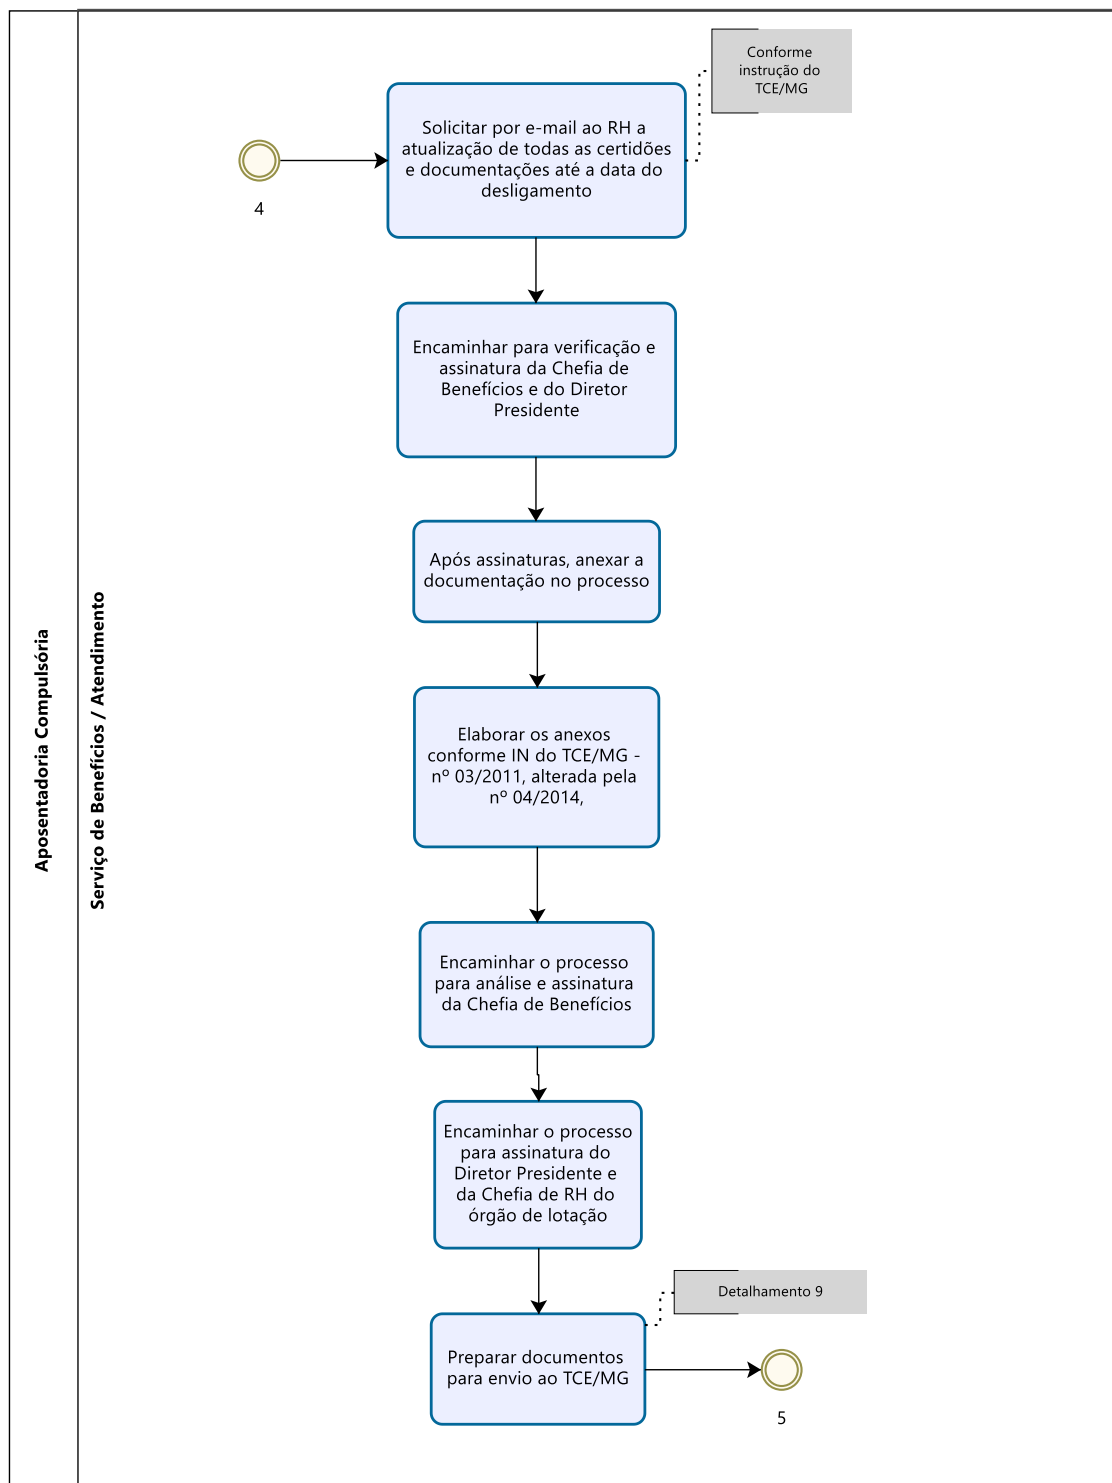 Aposentadoria Compulsória
Serviço de Benefícios / Atendimento
Conforme
instrução do
TCE/MG
Solicitar por e-mail ao RH a
atualização de todas as certidões
e documentações até a data do
desligamento
4
Encaminhar para verificação e
assinatura da Chefia de
Benefícios e do Diretor
Presidente
Após assinaturas, anexar a
documentação no processo
Elaborar os anexos
conforme IN do TCE/MG -
nº 03/2011, alterada pela
nº 04/2014,
Encaminhar o processo
para análise e assinatura
da Chefia de Benefícios
Encaminhar o processo
para assinatura do
Diretor Presidente e
da Chefia de RH do
órgão de lotação
Detalhamento 9
Preparar documentos
para envio ao TCE/MG
5